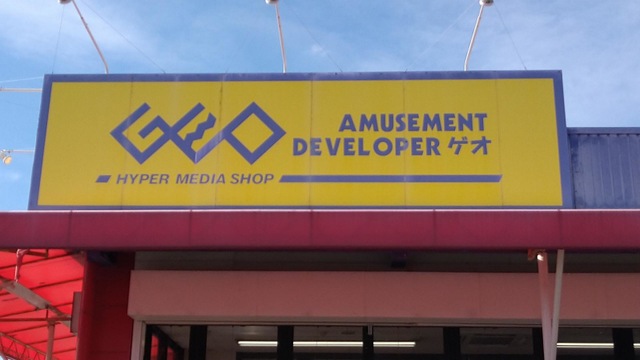 GEO
AMUSEMENT
DEVELOPER ゲオ
HYPER MEDIA SHOP